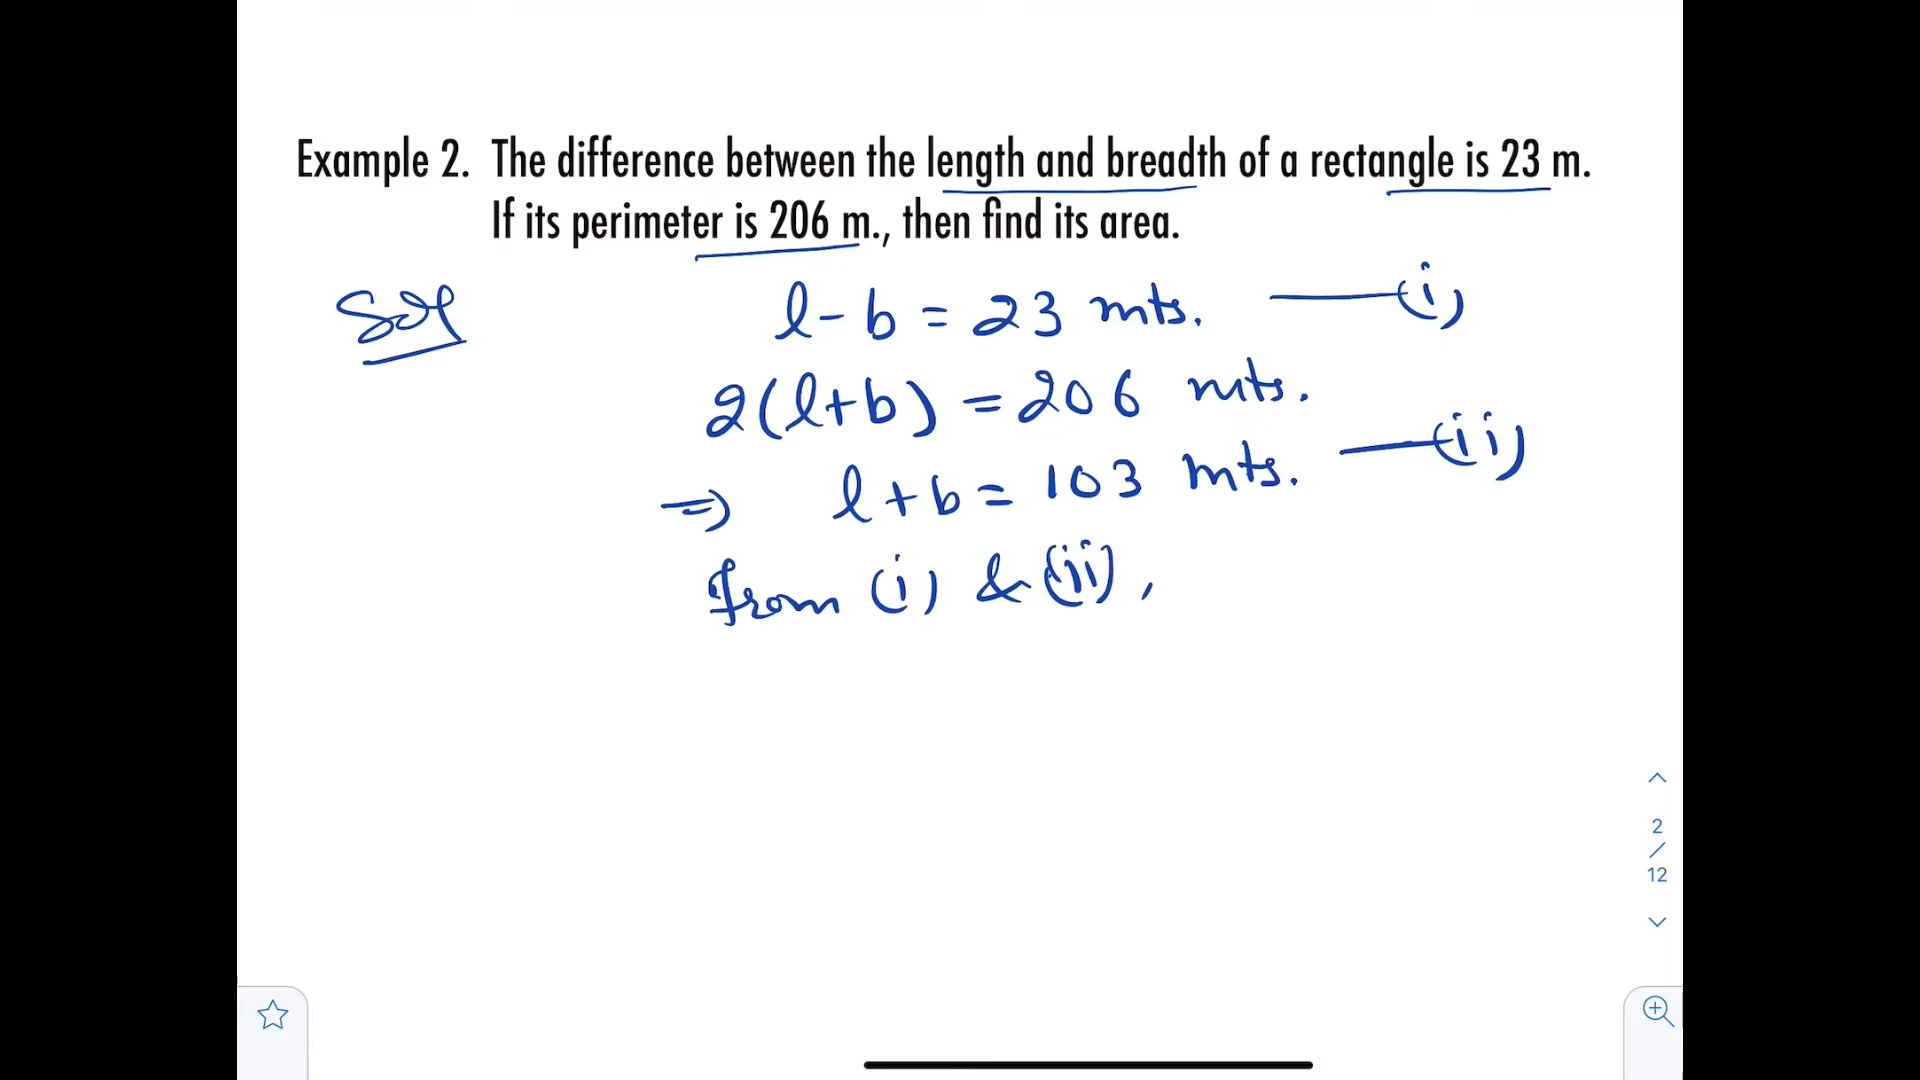 Example 2. The difference between the length and breadth of a rectangle is 23 m.
If its perimeter is 206 m., then find its area.
Sol
l - b = 23 mts. —(i)
2(l+b) = 206 mts.
⇒ l + b = 103 mts. —(ii)
from (i) & (ii),
2
/
12